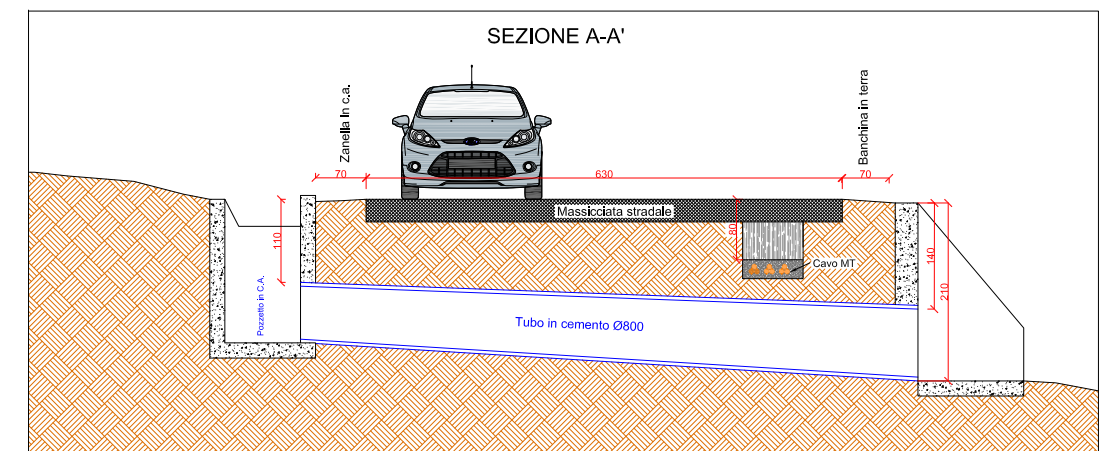 SEZIONE A-A'
Zanella In c.a.
Banchina in terra
70
630
70
Massicciata stradale
110
80
140
210
Cavo MT
Pozzetto in C.A.
Tubo in cemento Ø800